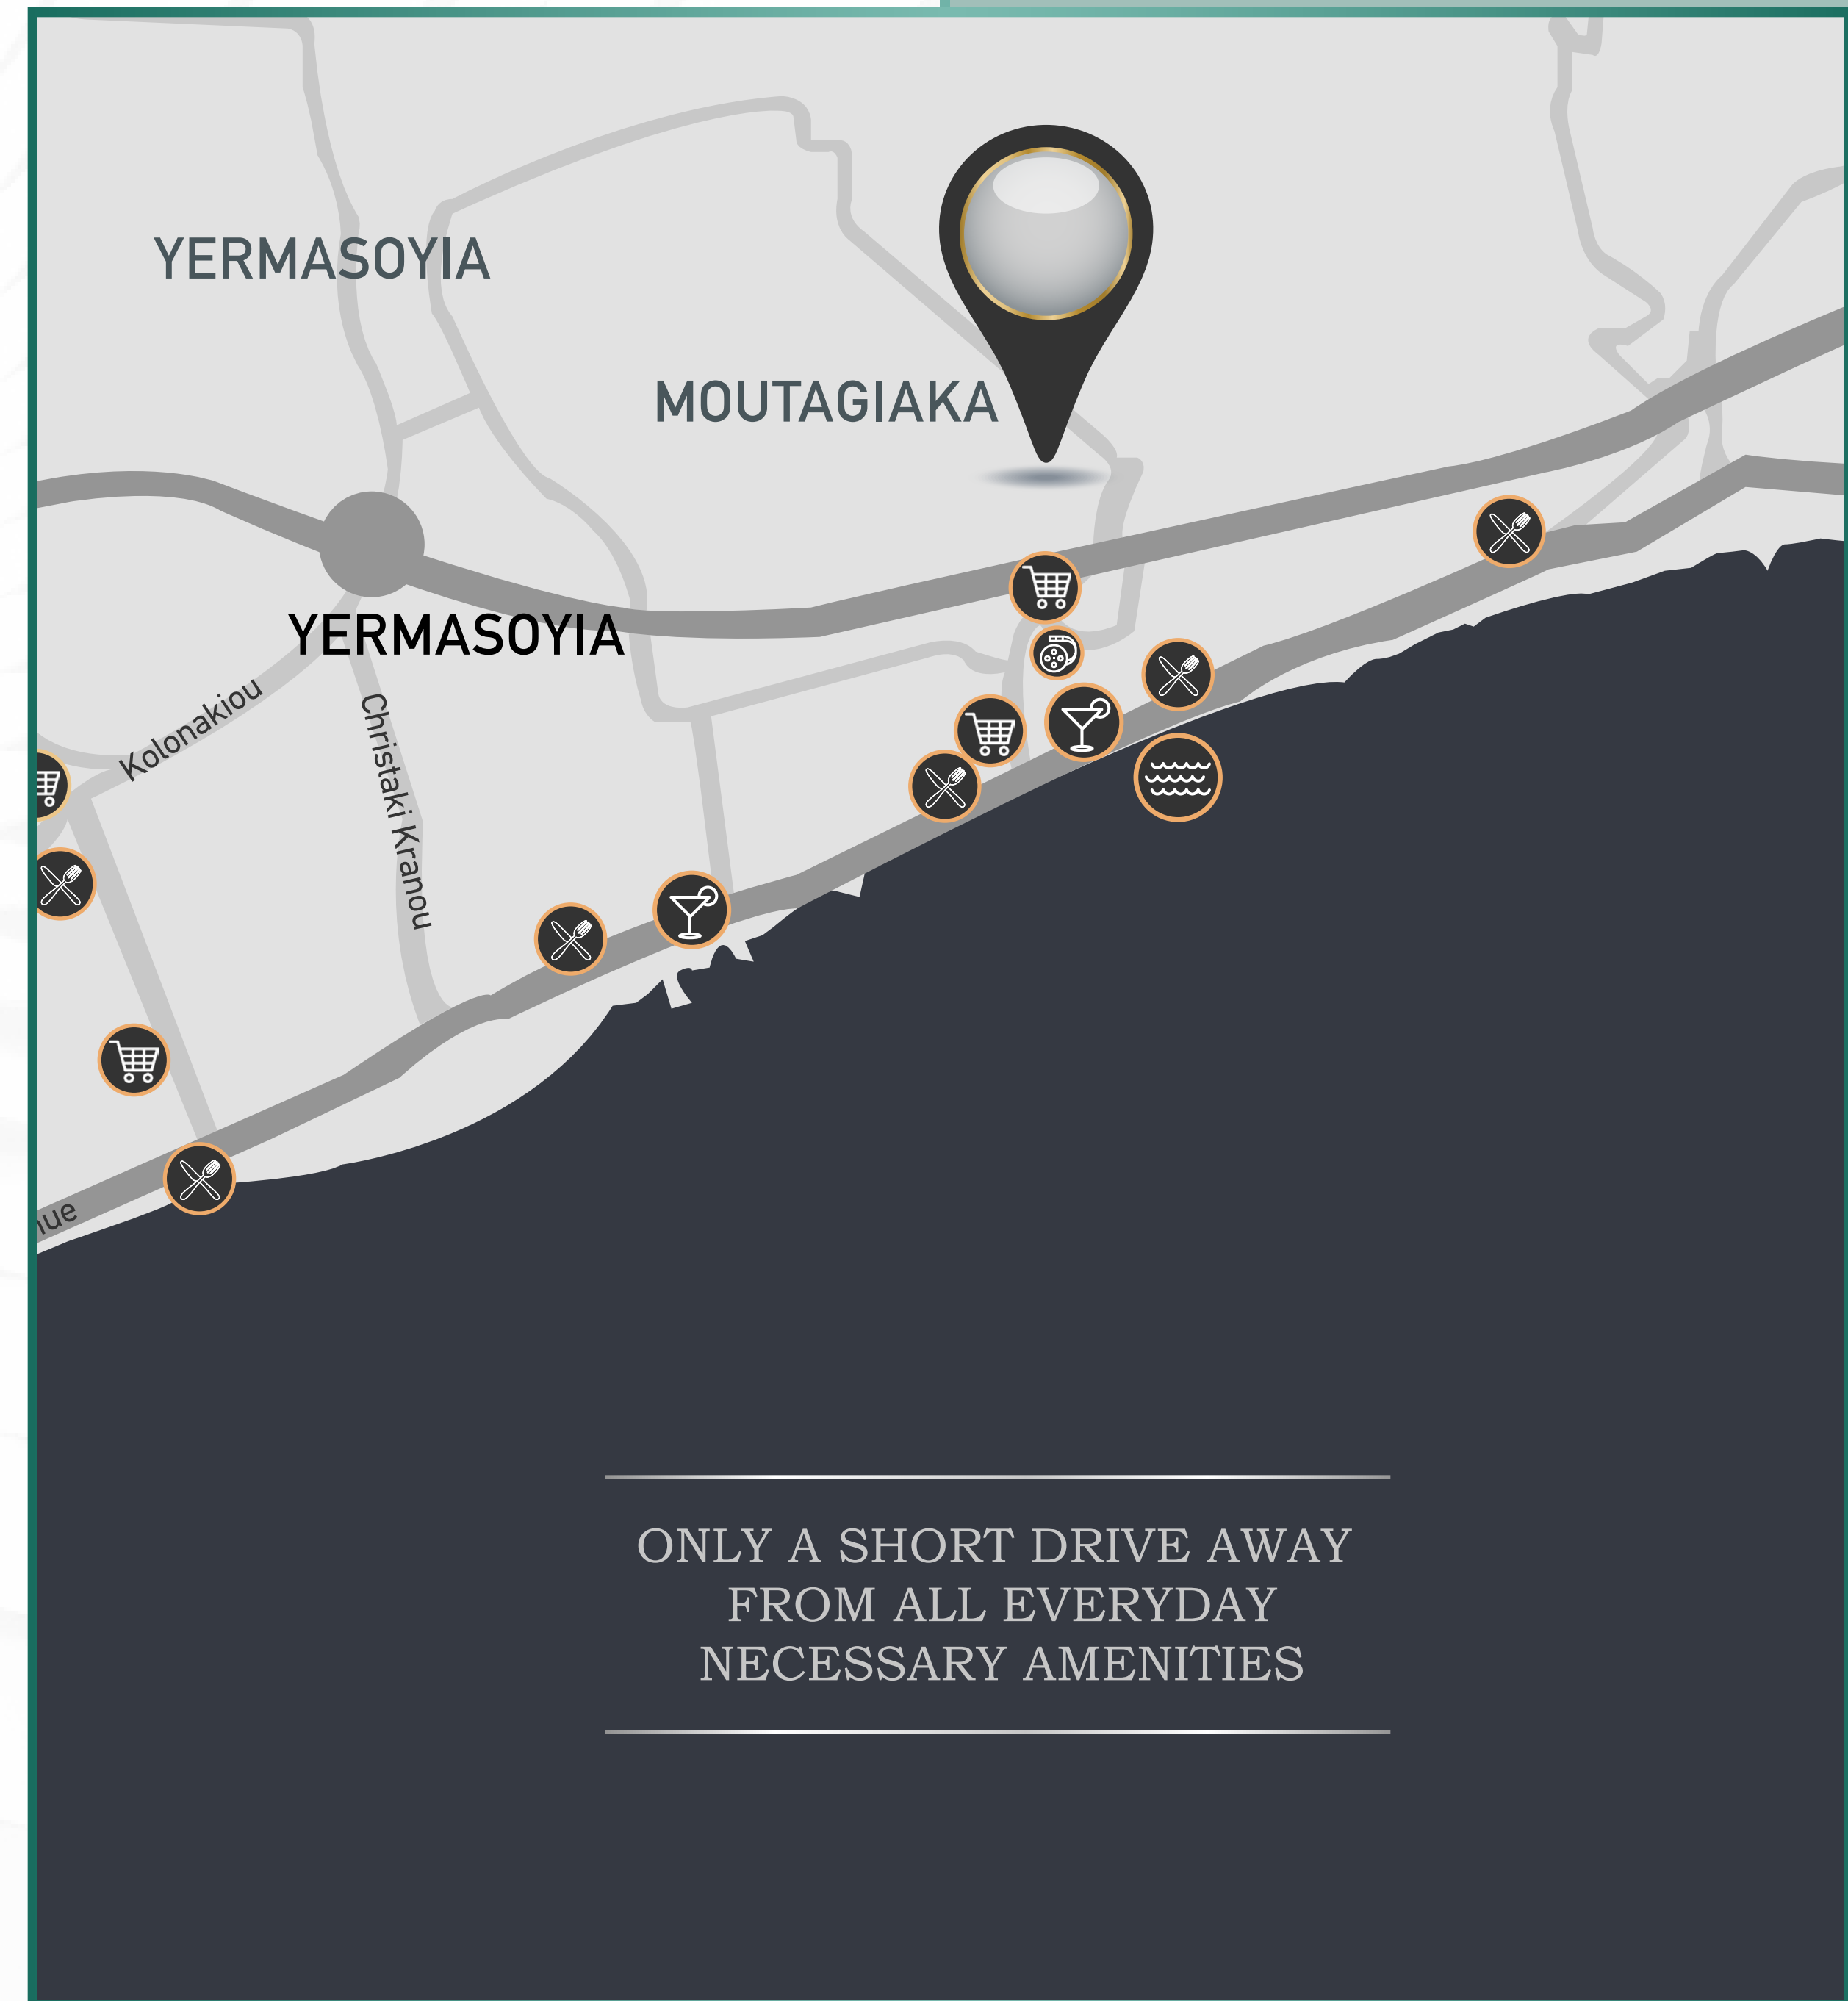 YERMASOYIA
MOUTAGIAKA
YERMASOYIA
Kolonakiou
Christaki Kranou
ONLY A SHORT DRIVE AWAY
FROM ALL EVERYDAY
NECESSARY AMENITIES